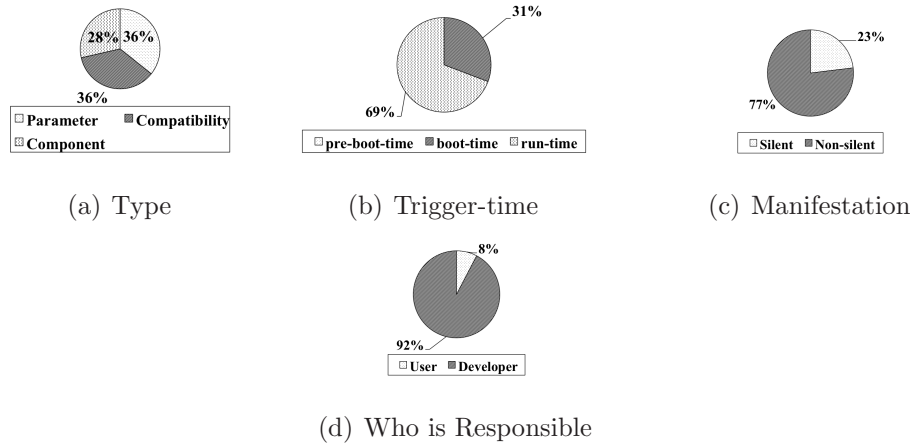 28%
36%
36%
Parameter
Compatibility
Component
(a) Type
31%
69%
pre-boot-time
boot-time
run-time
(b) Trigger-time
23%
77%
Silent
Non-silent
(c) Manifestation
8%
92%
User
Developer
(d) Who is Responsible